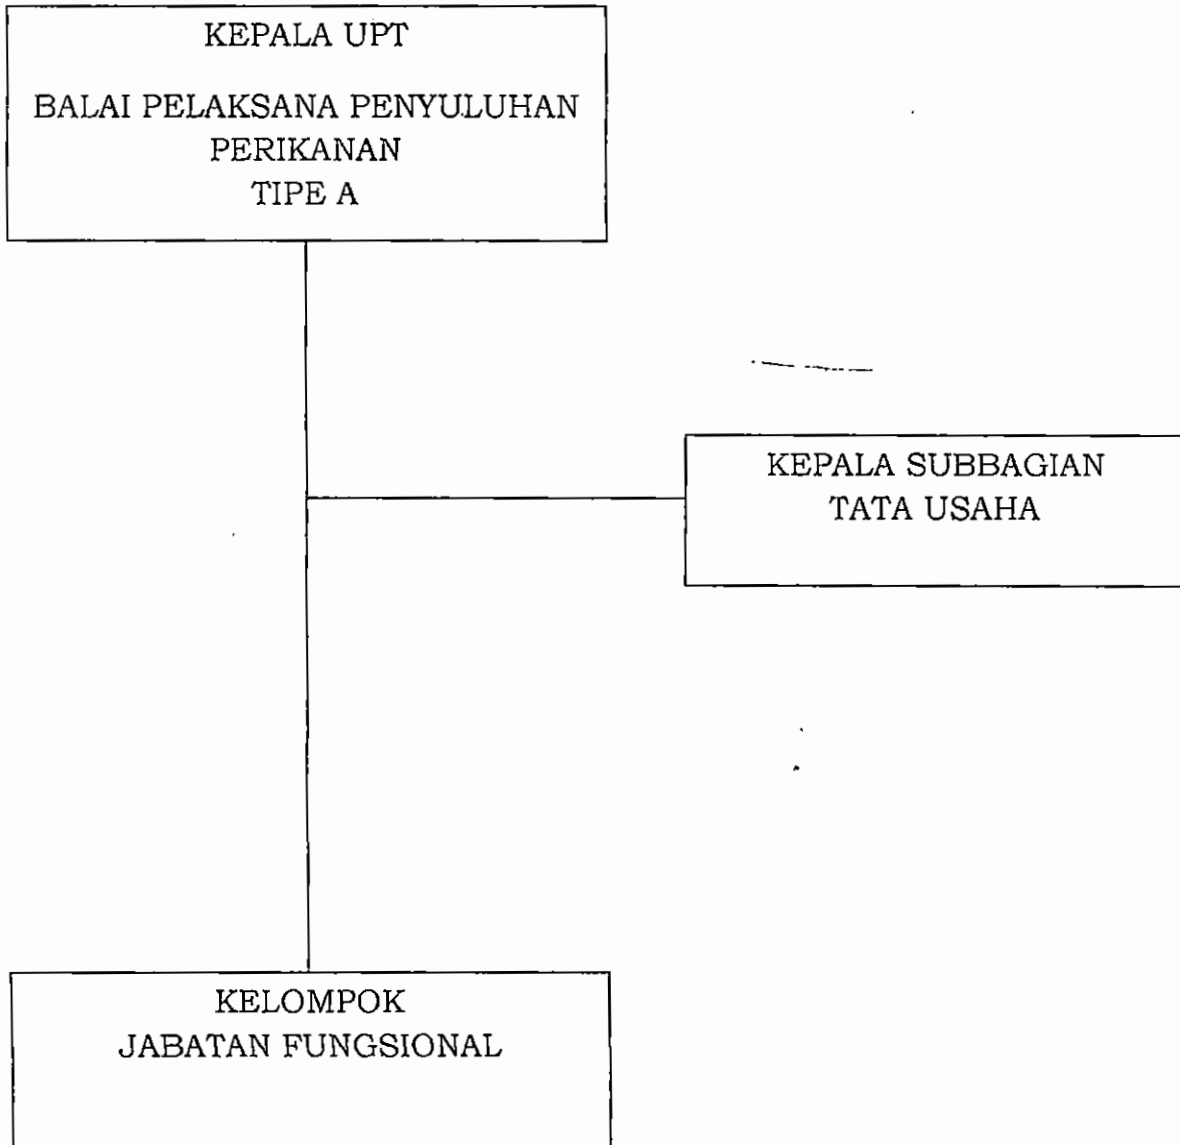 KEPALA UPT
BALAI PELAKSANA PENYULUHAN
PERIKANAN
TIPE A
KEPALA SUBBAGIAN
TATA USAHA
KELOMPOK
JABATAN FUNGSIONAL